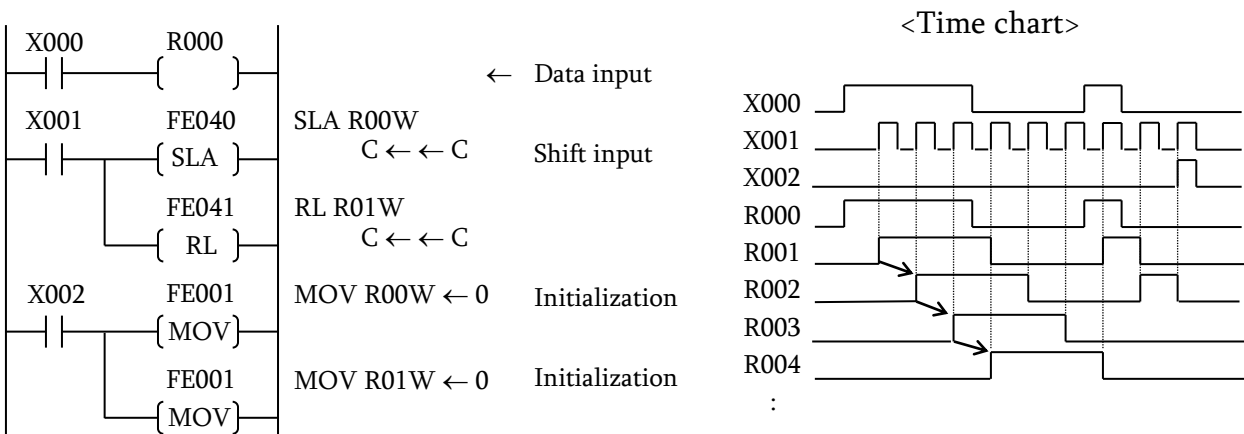 <Time chart>
X000 R000
← Data input
X001 FE040 SLA R00W
SLA C ← ← C Shift input
FE041 RL R01W
RL C ← ← C
X002 FE001 MOV R00W ← 0 Initialization
MOV
FE001 MOV R01W ← 0 Initialization
MOV
X000
X001
X002
R000
R001
R002
R003
R004
: